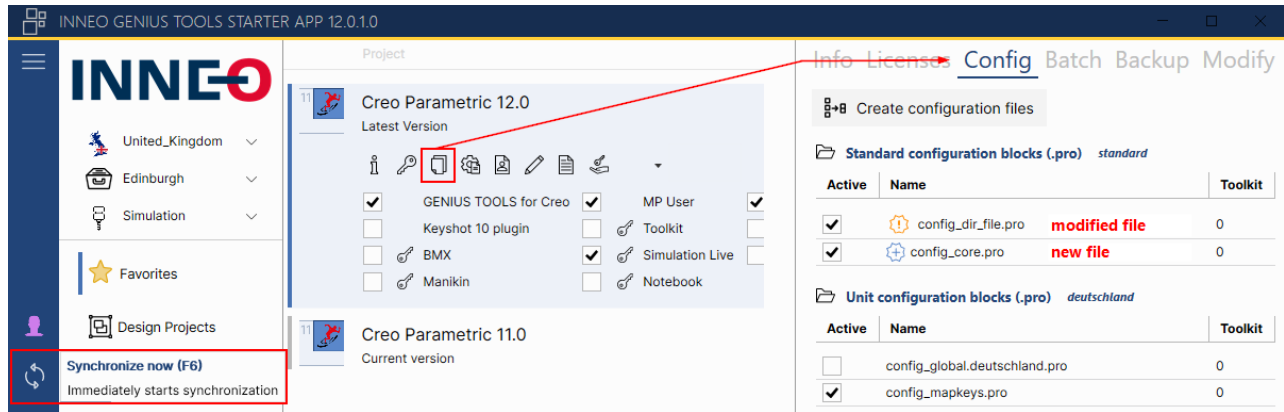 INNEO GENIUS TOOLS STARTER APP 12.0.1.0
INNEO
United_Kingdom
Edinburgh
Simulation
Favorites
Design Projects
Synchronize now (F6)
Immediately starts synchronization
Project
11
Creo Parametric 12.0
Latest Version
GENIUS TOOLS for Creo MP User
Keyshot 10 plugin Toolkit
BMX Simulation Live
Manikin Notebook
11
Creo Parametric 11.0
Current version
Info Licenses Config Batch Backup Modify
Create configuration files
Standard configuration blocks (.pro) standard
Active Name Toolkit
config_dir_file.pro modified file 0
config_core.pro new file 0
Unit configuration blocks (.pro) deutschland
Active Name Toolkit
config_global.deutschland.pro 0
config_mapkeys.pro 0